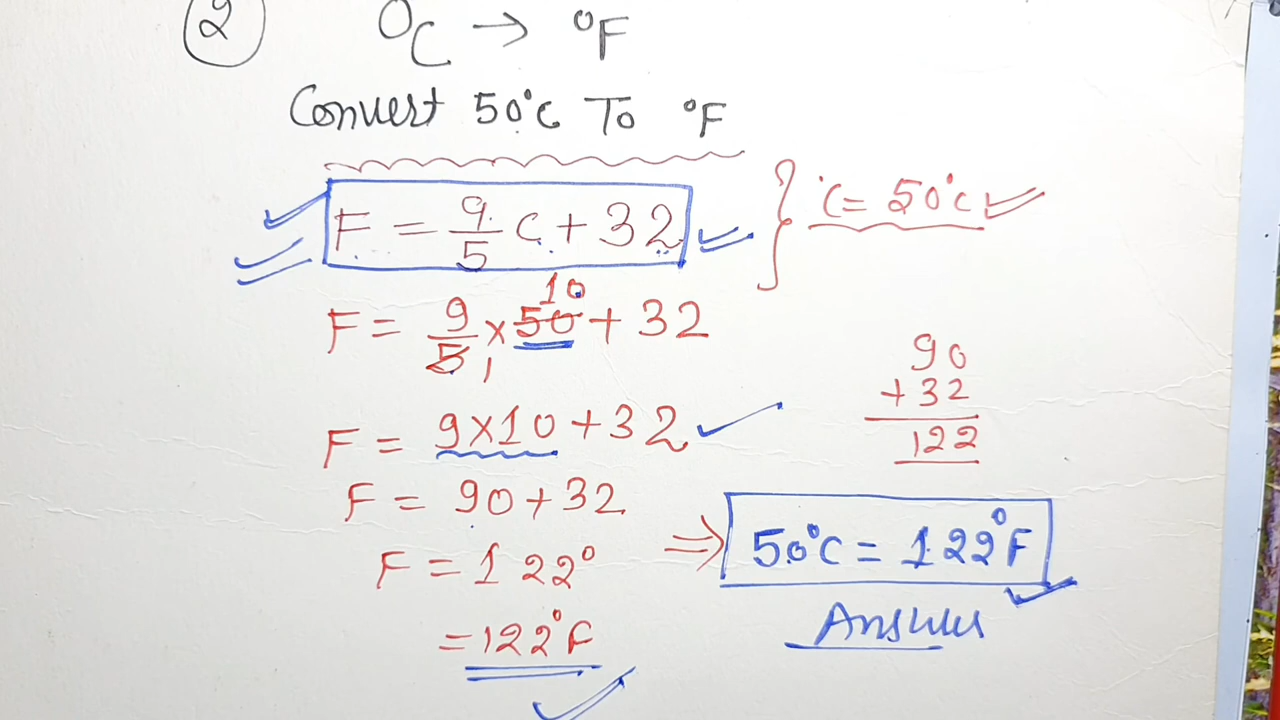 2 °C → °F
Convert 50°C To °F
F = 9/5 C + 32 } °C = 50°C
F = 9/5 × 50 + 32
10
1
90
+ 32
122
F = 9×10 + 32
F = 90 + 32
F = 122°
= 122°F
⇒ 50°C = 122°F
Answer